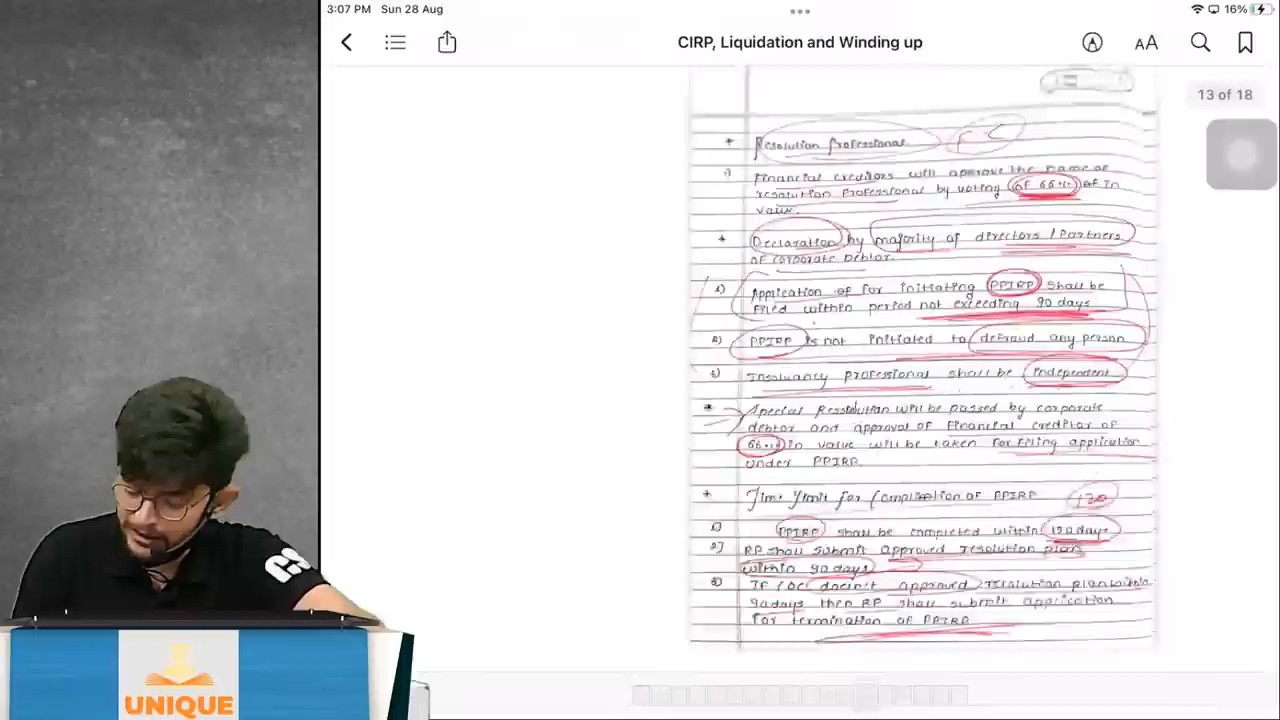 3:07 PM Sun 28 Aug
16%
CIRP, Liquidation and Winding up
AA
13 of 18
Resolution Professional FC
1) Financial creditors will approve the name of
resolution Professional by voting of 66.1. of in
value.
Declaration by majority of directors / Partners
of corporate Debtor.
1) Application of for initiating PPIRP shall be
filed within period not exceeding 90 days
2) PPIRP is not initiated to defraud any person
3) Insolvancy professional shall be independent
Special Resolution will be passed by corporate
debtor and approval of financial creditor of
66.1. in value will be taken for filing application
under PPIRP.
Time limit for Completion of PPIRP 120
1) PPIRP shall be completed within 120 days
2) RP shall submit approved resolution plan
within 90 days
3) If COC doesn't approved resolution plan within
90 days then RP shall submit application
for termination of PPIRP
CS
UNIQUE